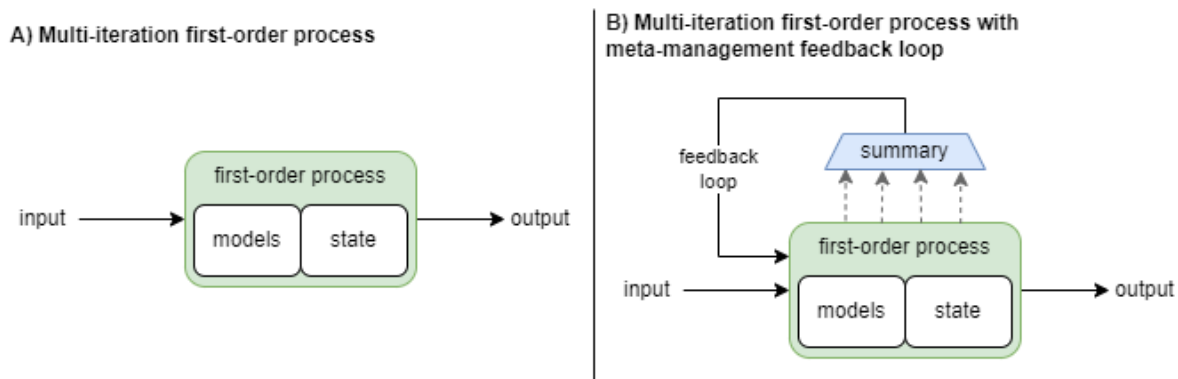 A) Multi-iteration first-order process
first-order process
input
models
state
output
B) Multi-iteration first-order process with
meta-management feedback loop
summary
feedback
loop
first-order process
input
models
state
output